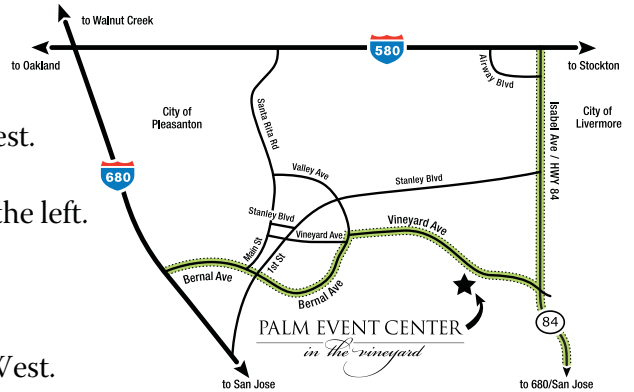 to Walnut Creek
580
to Oakland
to Stockton
Airway Blvd
City of
Pleasanton
Santa Rita Rd
Isabel Ave / HWY 84
City of
Livermore
est.
680
Valley Ave
Stanley Blvd
the left.
Stanley Blvd
Vineyard Ave
Vineyard Ave
Main St
1st St
Bernal Ave
Bernal Ave
84
PALM EVENT CENTER
in the vineyard
West.
to San Jose
to 680/San Jose